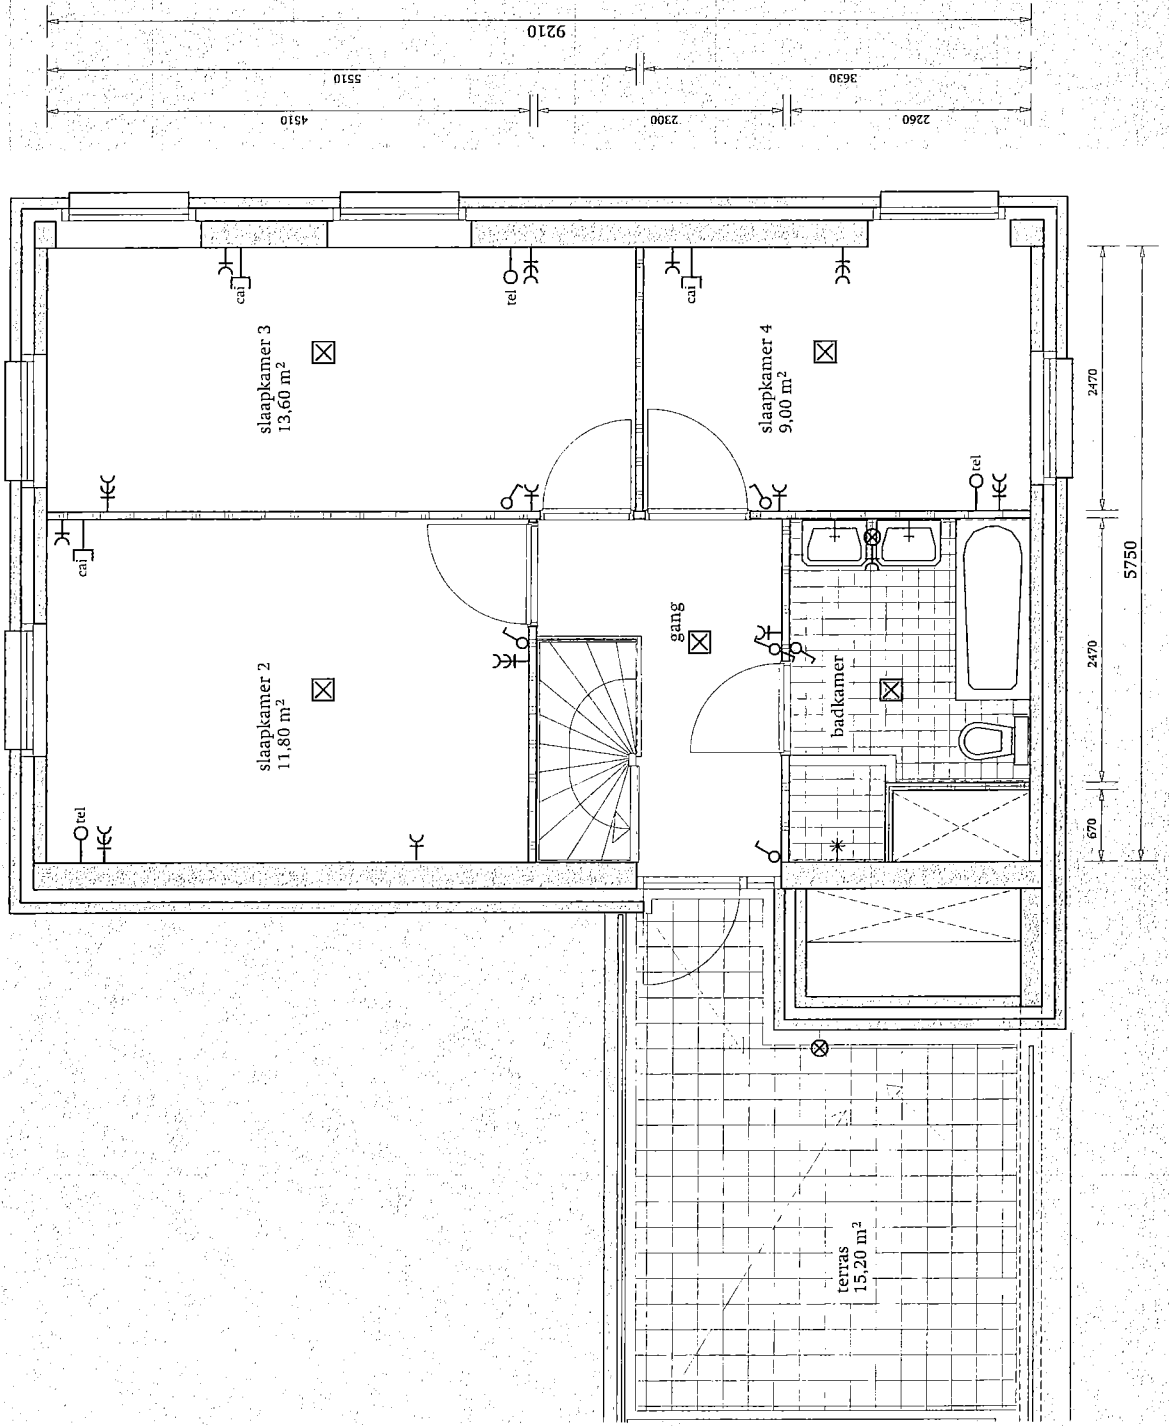 9210
5510
3630
4510
2300
2260
cai
tel
cai
slaapkamer 3
13,60 m²
slaapkamer 4
9,00 m²
2470
tel
cai
5750
gang
2470
slaapkamer 2
11,80 m²
badkamer
tel
670
terras
15,20 m²